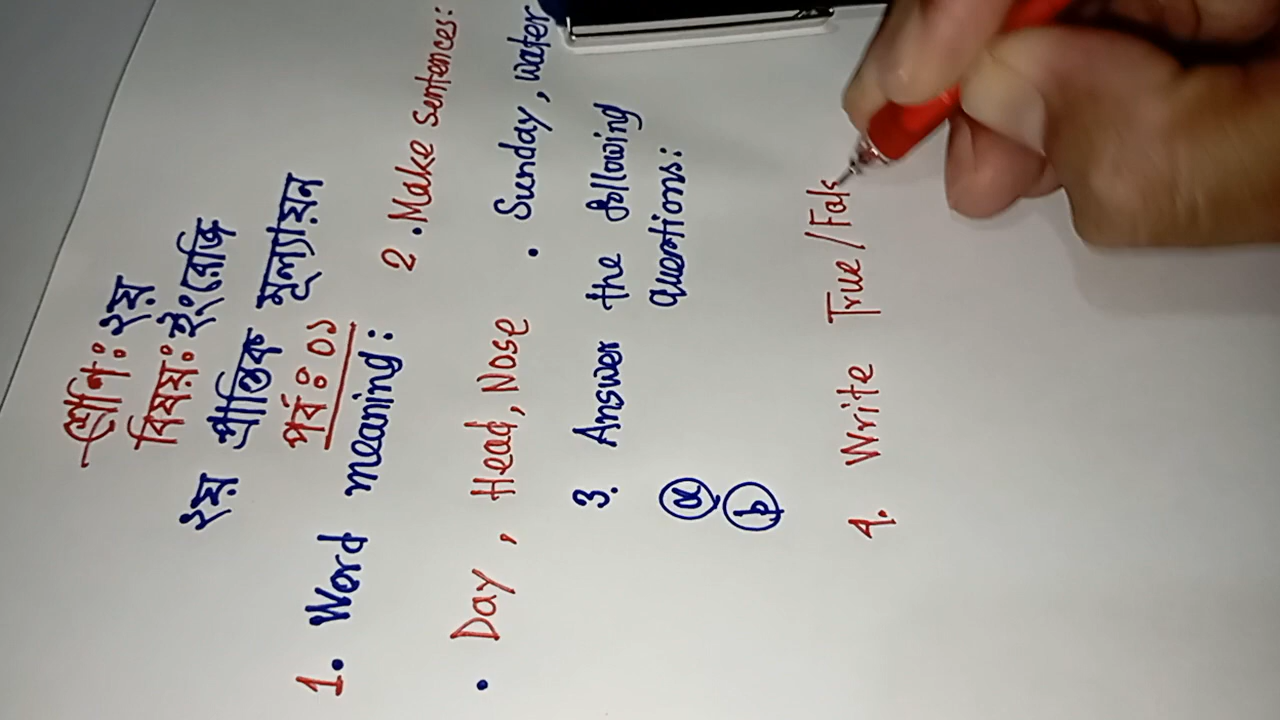 শ্রেণি: ২য়
বিষয়: ইংরেজি
২য় প্রান্তিক মূল্যায়ন
পর্ব: ০১
1. Word meaning:
• Day, Head, Nose
2. Make sentences:
• Sunday, water
3. Answer the following
questions:
(a)
(b)
4. Write True/Fals